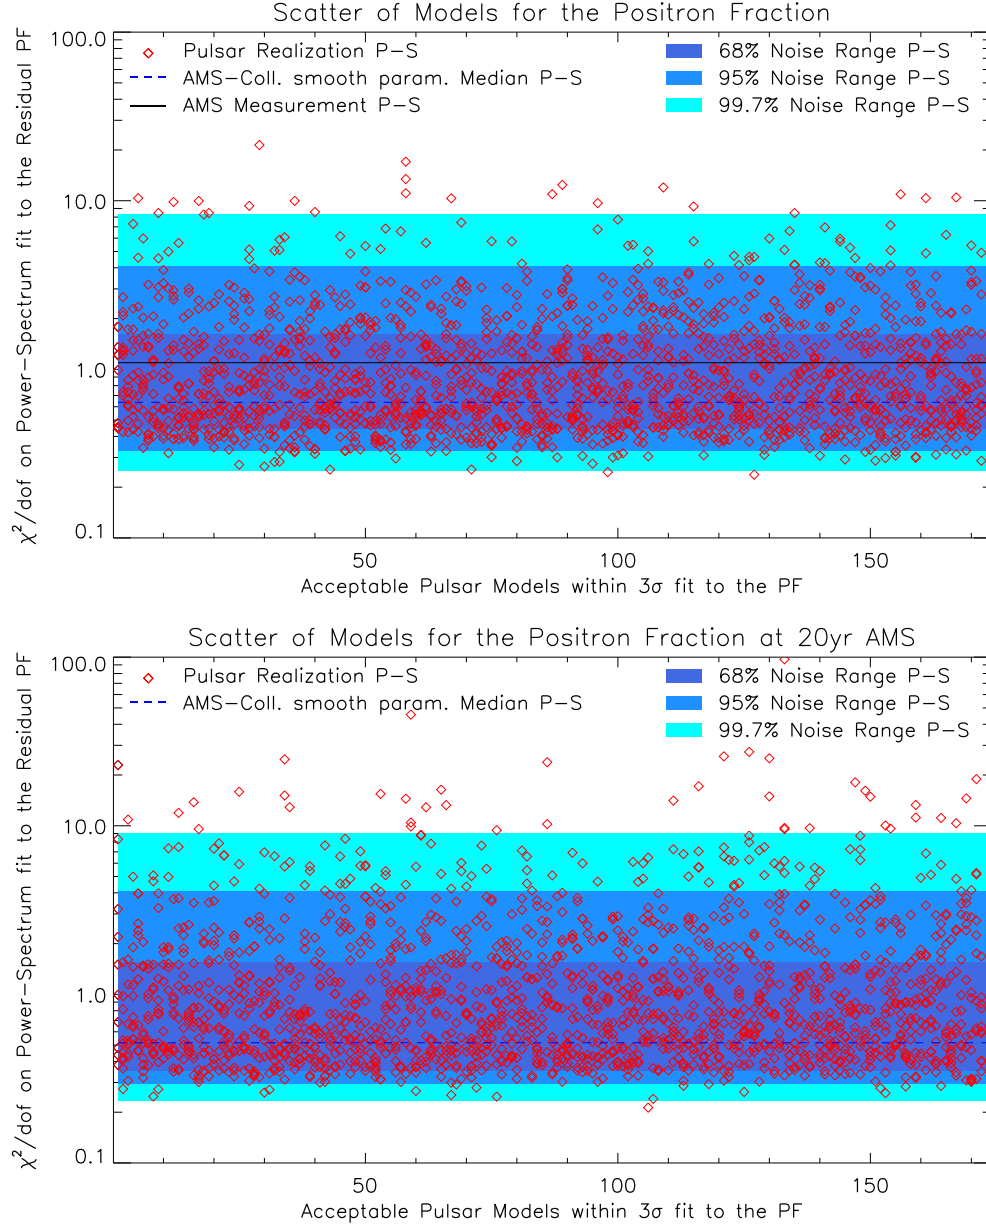 Scatter of Models for the Positron Fraction
χ²/dof on Power-Spectrum fit to the Residual PF
100.0
10.0
1.0
0.1
Pulsar Realization P-S
AMS-Coll. smooth param. Median P-S
AMS Measurement P-S
68% Noise Range P-S
95% Noise Range P-S
99.7% Noise Range P-S
50
100
150
Acceptable Pulsar Models within 3σ fit to the PF
Scatter of Models for the Positron Fraction at 20yr AMS
χ²/dof on Power-Spectrum fit to the Residual PF
100.0
10.0
1.0
0.1
Pulsar Realization P-S
AMS-Coll. smooth param. Median P-S
68% Noise Range P-S
95% Noise Range P-S
99.7% Noise Range P-S
50
100
150
Acceptable Pulsar Models within 3σ fit to the PF